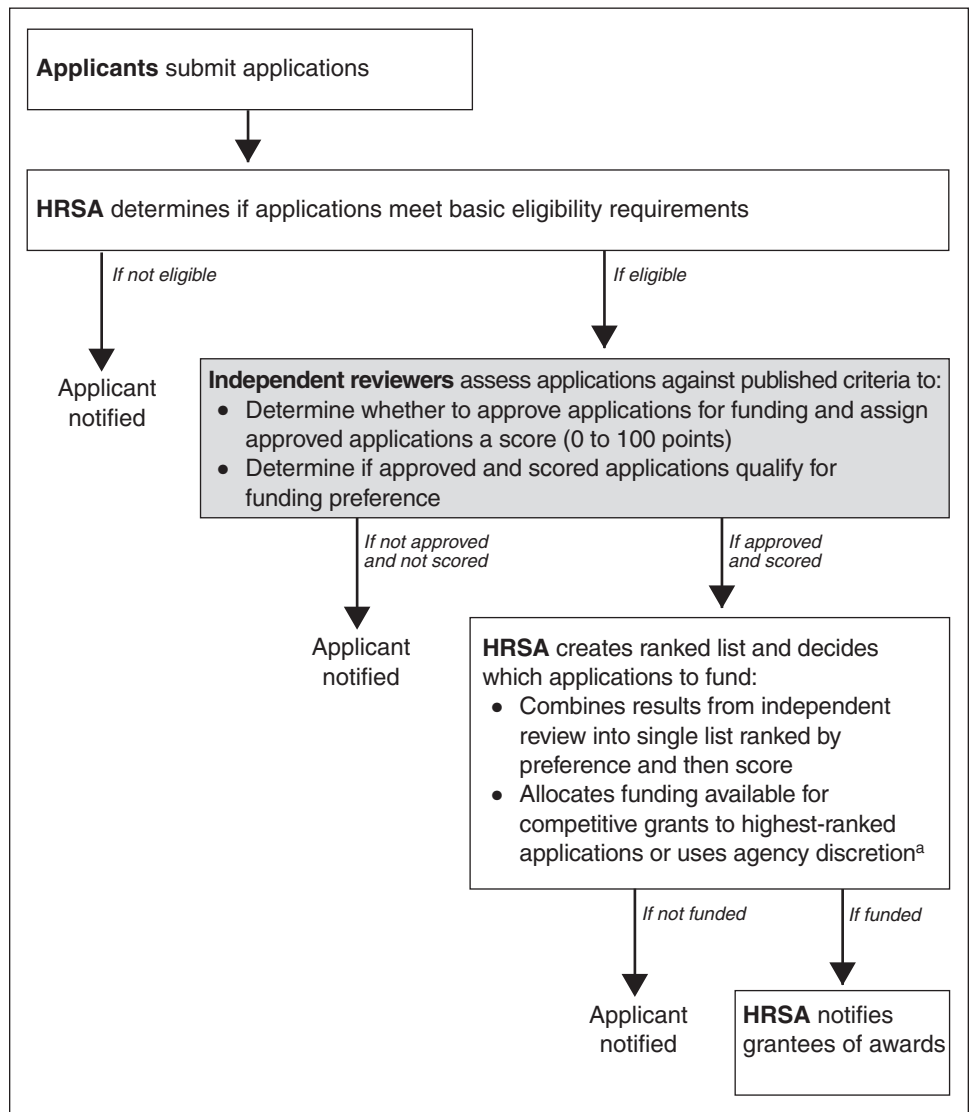 Applicants submit applications
HRSA determines if applications meet basic eligibility requirements
If not eligible
If eligible
Applicant
notified
Independent reviewers assess applications against published criteria to:
● Determine whether to approve applications for funding and assign
approved applications a score (0 to 100 points)
● Determine if approved and scored applications qualify for
funding preference
If not approved
and not scored
If approved
and scored
Applicant
notified
HRSA creates ranked list and decides
which applications to fund:
● Combines results from independent
review into single list ranked by
preference and then score
● Allocates funding available for
competitive grants to highest-ranked
applications or uses agency discretionᵃ
If not funded
If funded
Applicant
notified
HRSA notifies
grantees of awards